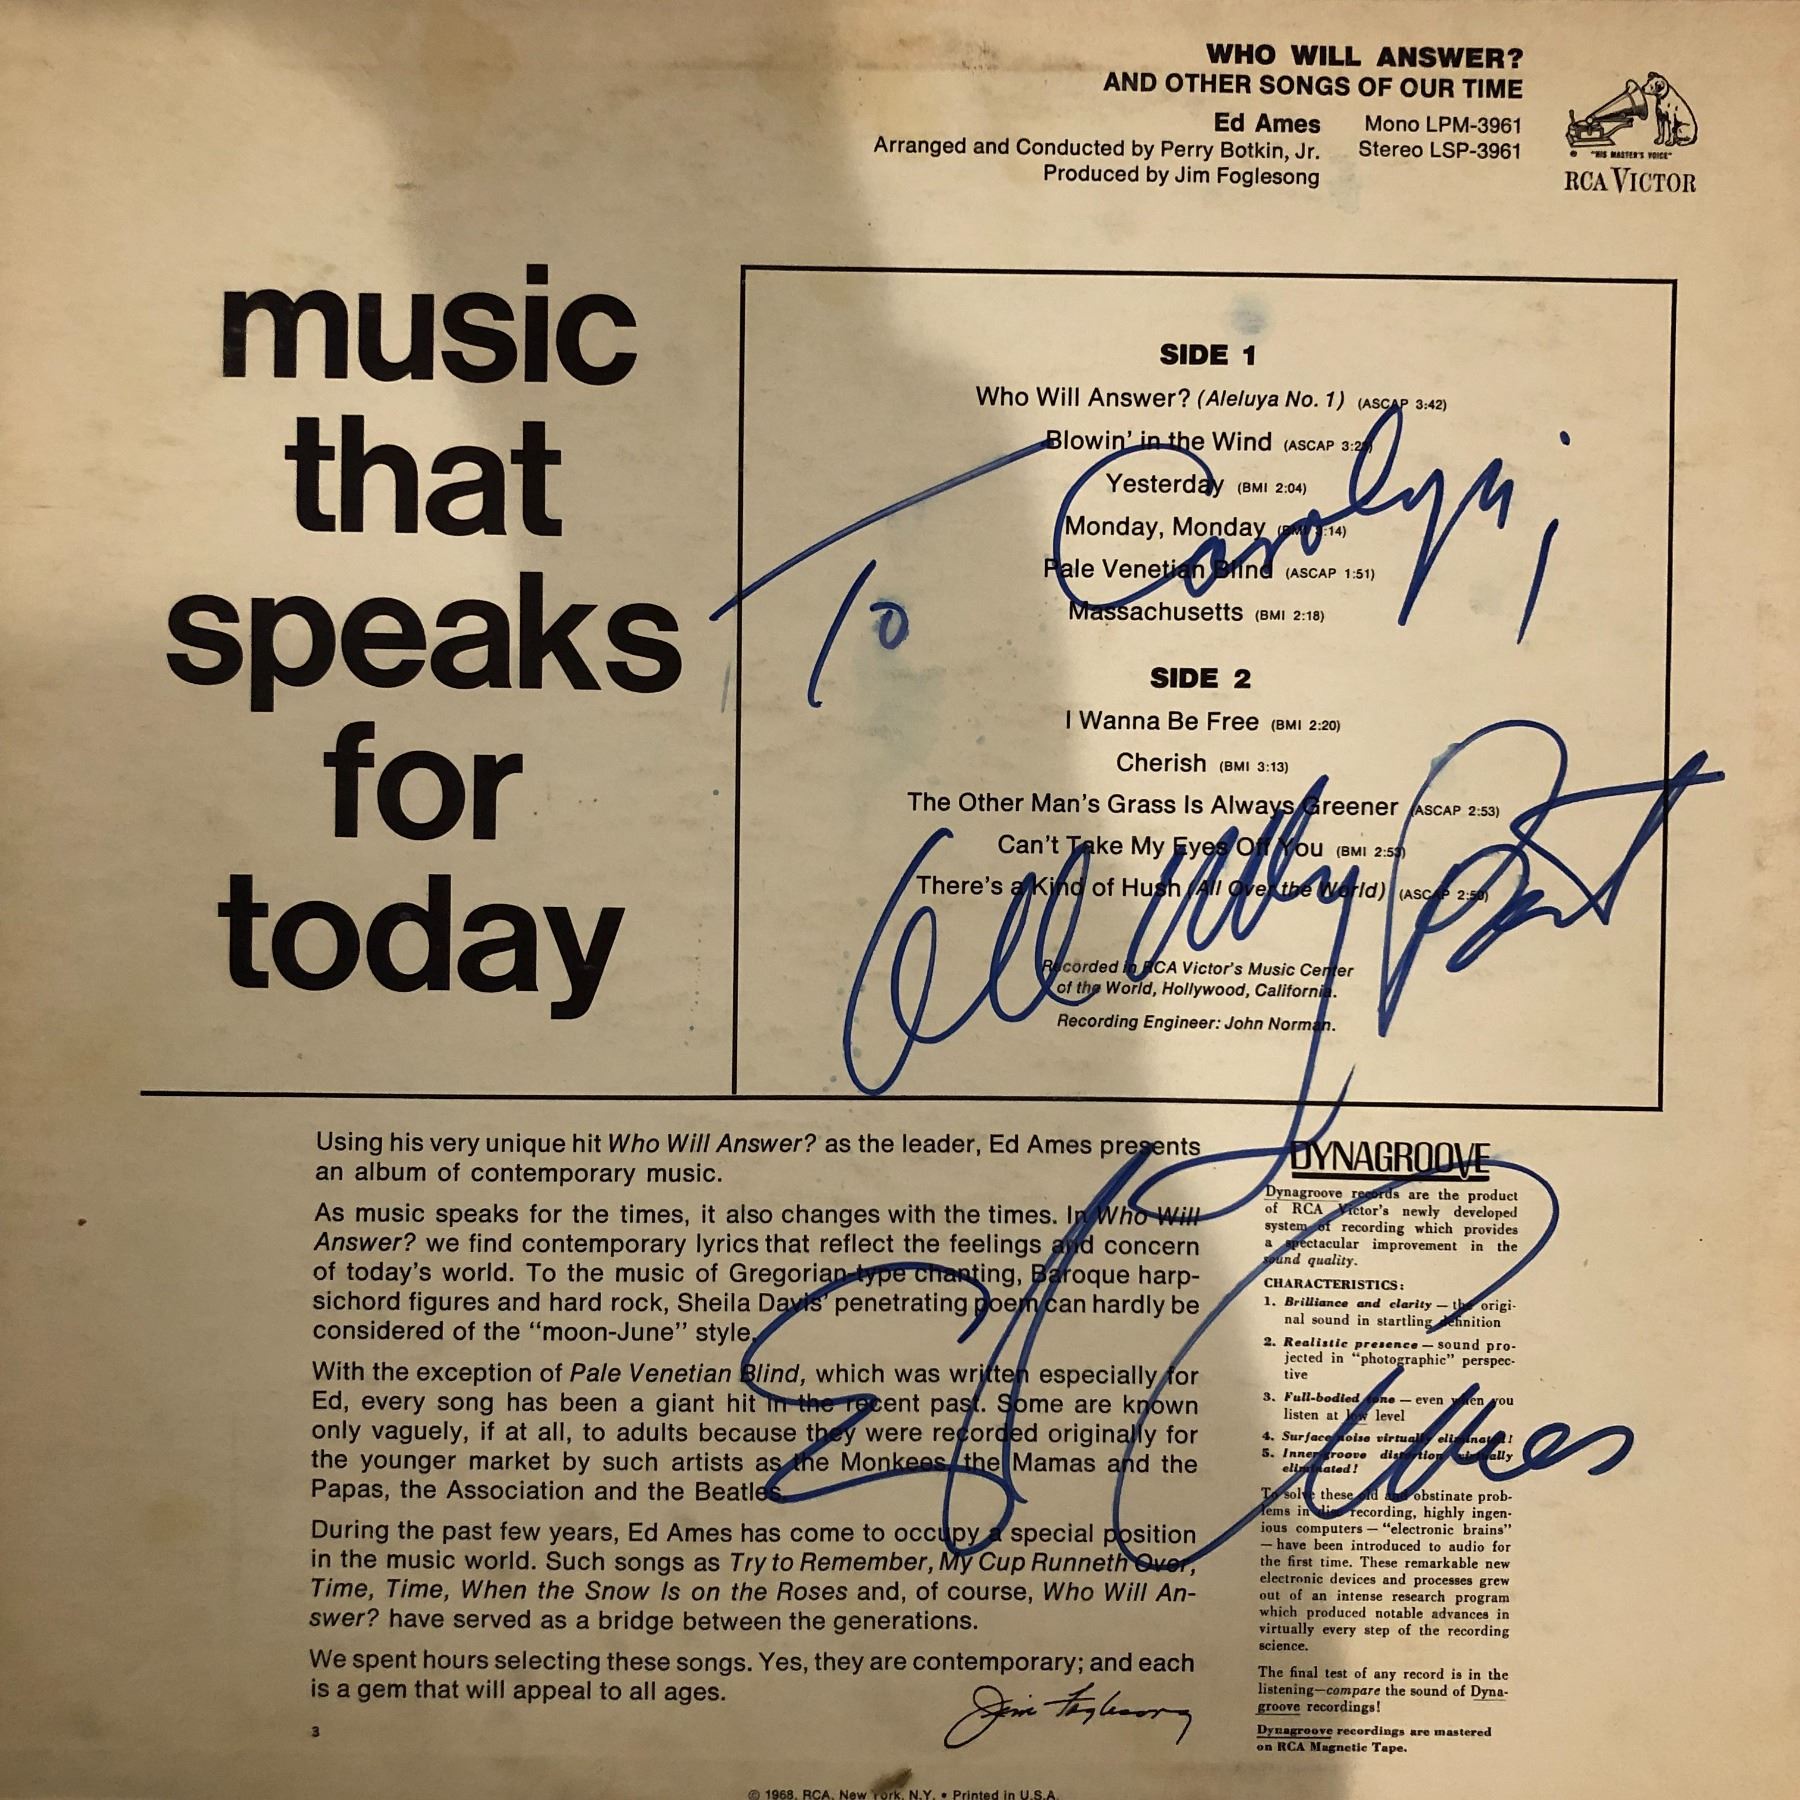 WHO WILL ANSWER?
AND OTHER SONGS OF OUR TIME
Ed Ames
Arranged and Conducted by Perry Botkin, Jr.
Produced by Jim Foglesong
Mono LPM-3961
Stereo LSP-3961
"HIS MASTER'S VOICE"
RCA VICTOR
music
that
speaks
for
today
SIDE 1
Who Will Answer? (Aleluya No. 1) (ASCAP 3:42)
Blowin' in the Wind (ASCAP
Yesterday (BMI 2:04)
Monday, Monday (BMI 3:14)
Pale Venetian Blind (ASCAP 1:51)
Massachusetts (BMI 2:18)
SIDE 2
I Wanna Be Free (BMI 2:20)
Cherish (BMI 3:13)
The Other Man's Grass Is Always Greener (ASCAP 2:53)
Can't Take My Eyes Off You (BMI 2:53)
There's a Kind of Hush (All Over the World) (ASCAP
Recorded in RCA Victor's Music Center
of the World, Hollywood, California.
Recording Engineer: John Norman.
To Carolyn,
All My Best
Ed Ames
Using his very unique hit Who Will Answer? as the leader, Ed Ames presents
an album of contemporary music.
As music speaks for the times, it also changes with the times. In Who Will
Answer? we find contemporary lyrics that reflect the feelings and concern
of today's world. To the music of Gregorian-type chanting, Baroque harp-
sichord figures and hard rock, Sheila Davis' penetrating poem can hardly be
considered of the "moon-June" style.
With the exception of Pale Venetian Blind, which was written especially for
Ed, every song has been a giant hit in the recent past. Some are known
only vaguely, if at all, to adults because they were recorded originally for
the younger market by such artists as the Monkees, the Mamas and the
Papas, the Association and the Beatles.
During the past few years, Ed Ames has come to occupy a special position
in the music world. Such songs as Try to Remember, My Cup Runneth Over,
Time, Time, When the Snow Is on the Roses and, of course, Who Will An-
swer? have served as a bridge between the generations.
We spent hours selecting these songs. Yes, they are contemporary; and each
is a gem that will appeal to all ages.
Jim Foglesong
3
DYNAGROOVE
Dynagroove records are the product
of RCA Victor's newly developed
system of recording which provides
a spectacular improvement in the
sound quality.
CHARACTERISTICS:
1. Brilliance and clarity — the origi-
nal sound in startling definition
2. Realistic presence — sound pro-
jected in "photographic" perspec-
tive
3. Full-bodied tone — even when you
listen at low level
4. Surface noise virtually eliminated!
5. Inner groove distortion virtually
eliminated!
To solve these old and obstinate prob-
lems in disc recording, highly ingen-
ious computers — "electronic brains"
— have been introduced to audio for
the first time. These remarkable new
electronic devices and processes grew
out of an intense research program
which produced notable advances in
virtually every step of the recording
science.
The final test of any record is in the
listening—compare the sound of Dyna-
groove recordings!
Dynagroove recordings are mastered
on RCA Magnetic Tape.
© 1968, RCA, New York, N.Y. • Printed in U.S.A.